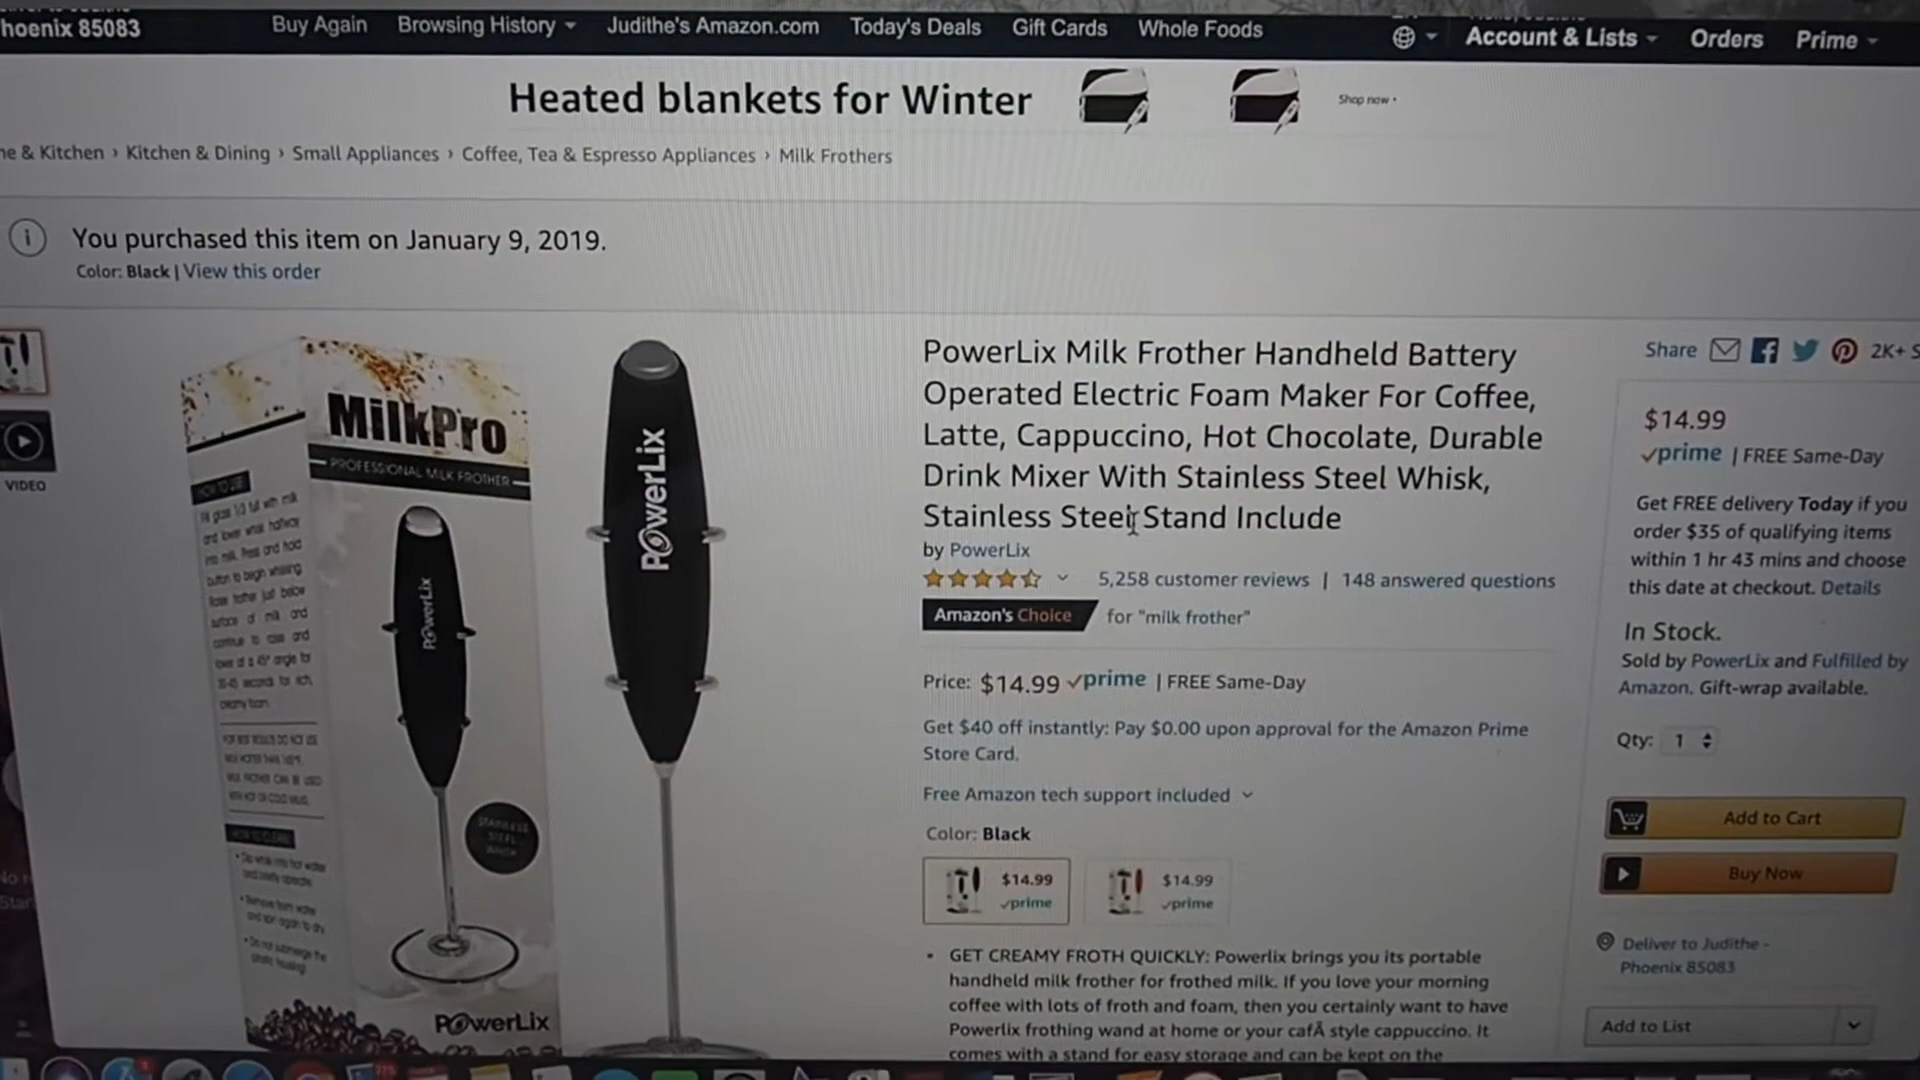 hoenix 85083
Buy Again Browsing History Judithe's Amazon.com Today's Deals Gift Cards Whole Foods
Account & Lists Orders Prime
Heated blankets for Winter
Shop now
& Kitchen › Kitchen & Dining › Small Appliances › Coffee, Tea & Espresso Appliances › Milk Frothers
You purchased this item on January 9, 2019.
Color: Black | View this order
VIDEO
MilkPro
PROFESSIONAL MILK FROTHER
HOW TO USE
PowerLix
PowerLix
STAINLESS
STEEL
WHISK
PowerLix
PowerLix Milk Frother Handheld Battery
Operated Electric Foam Maker For Coffee,
Latte, Cappuccino, Hot Chocolate, Durable
Drink Mixer With Stainless Steel Whisk,
Stainless Steel Stand Include
by PowerLix
5,258 customer reviews | 148 answered questions
Amazon's Choice for "milk frother"
Price: $14.99 prime | FREE Same-Day
Get $40 off instantly: Pay $0.00 upon approval for the Amazon Prime
Store Card.
Free Amazon tech support included
Color: Black
$14.99
prime
$14.99
prime
• GET CREAMY FROTH QUICKLY: Powerlix brings you its portable
handheld milk frother for frothed milk. If you love your morning
coffee with lots of froth and foam, then you certainly want to have
Powerlix frothing wand at home or your cafÃ style cappuccino. It
comes with a stand for easy storage and can be kept on the
Share 2K+ S
$14.99
prime | FREE Same-Day
Get FREE delivery Today if you
order $35 of qualifying items
within 1 hr 43 mins and choose
this date at checkout. Details
In Stock.
Sold by PowerLix and Fulfilled by
Amazon. Gift-wrap available.
Qty: 1
Add to Cart
Buy Now
Deliver to Judithe -
Phoenix 85083
Add to List